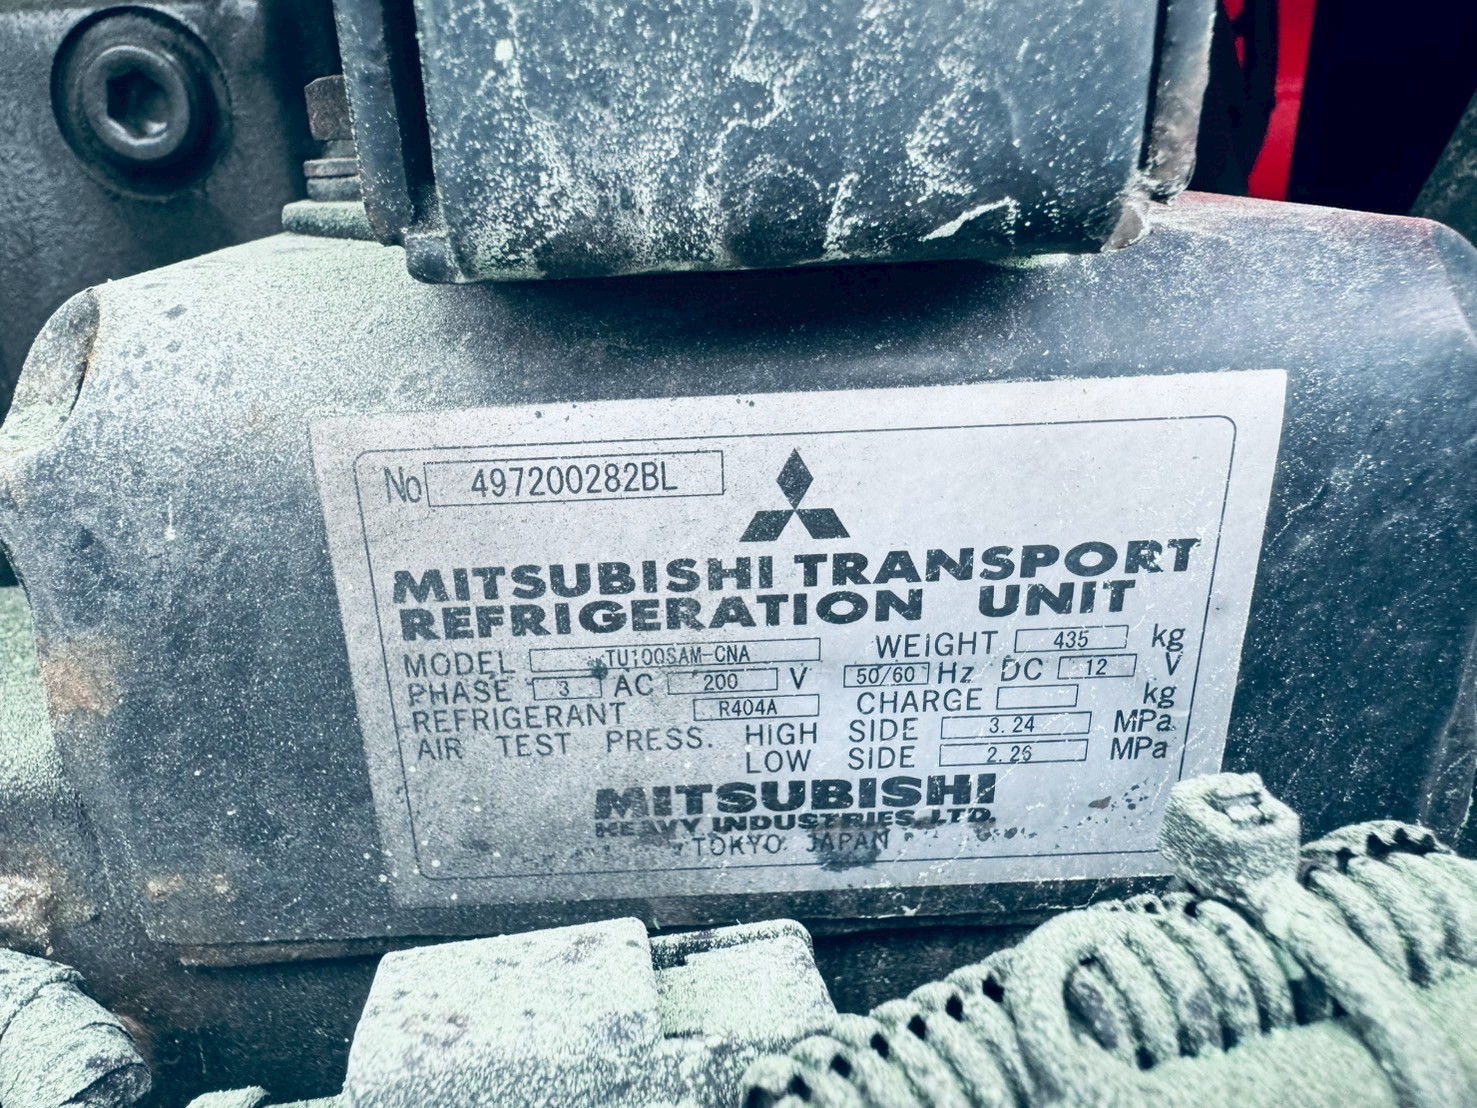 No 497200282BL
MITSUBISHI TRANSPORT
REFRIGERATION UNIT
MODEL TU100SAM-CNA WEIGHT 435 kg
PHASE 3 AC 200 V 50/60 Hz DC 12 V
REFRIGERANT R404A CHARGE kg
AIR TEST PRESS. HIGH SIDE 3.24 MPa
LOW SIDE 2.26 MPa
MITSUBISHI
HEAVY INDUSTRIES, LTD.
TOKYO JAPAN